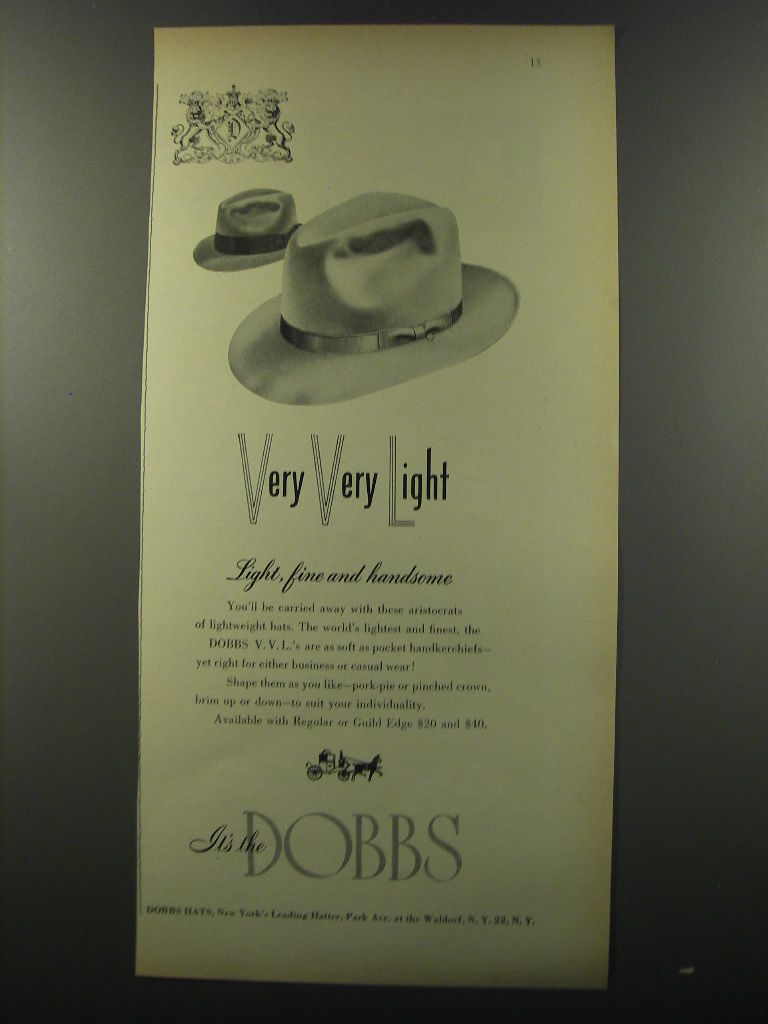 15
D
Very Very Light
Light, fine and handsome
You'll be carried away with these aristocrats
of lightweight hats. The world's lightest and finest, the
DOBBS V.V.L.'s are as soft as pocket handkerchiefs—
yet right for either business or casual wear!
Shape them as you like—pork-pie or pinched crown,
brim up or down—to suit your individuality.
Available with Regular or Guild Edge $20 and $40.
It's the DOBBS
DOBBS HATS, New York's Leading Hatter, Park Ave. at the Waldorf, N. Y. 22, N. Y.